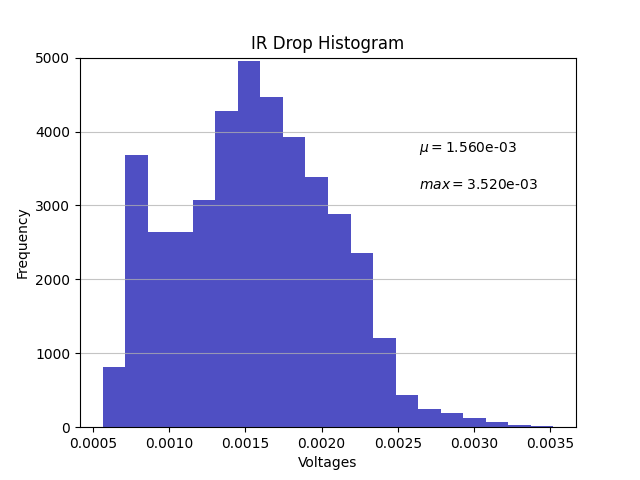 IR Drop Histogram
5000
4000
3000
2000
1000
0
Frequency
μ = 1.560e-03
max = 3.520e-03
0.0005 0.0010 0.0015 0.0020 0.0025 0.0030 0.0035
Voltages